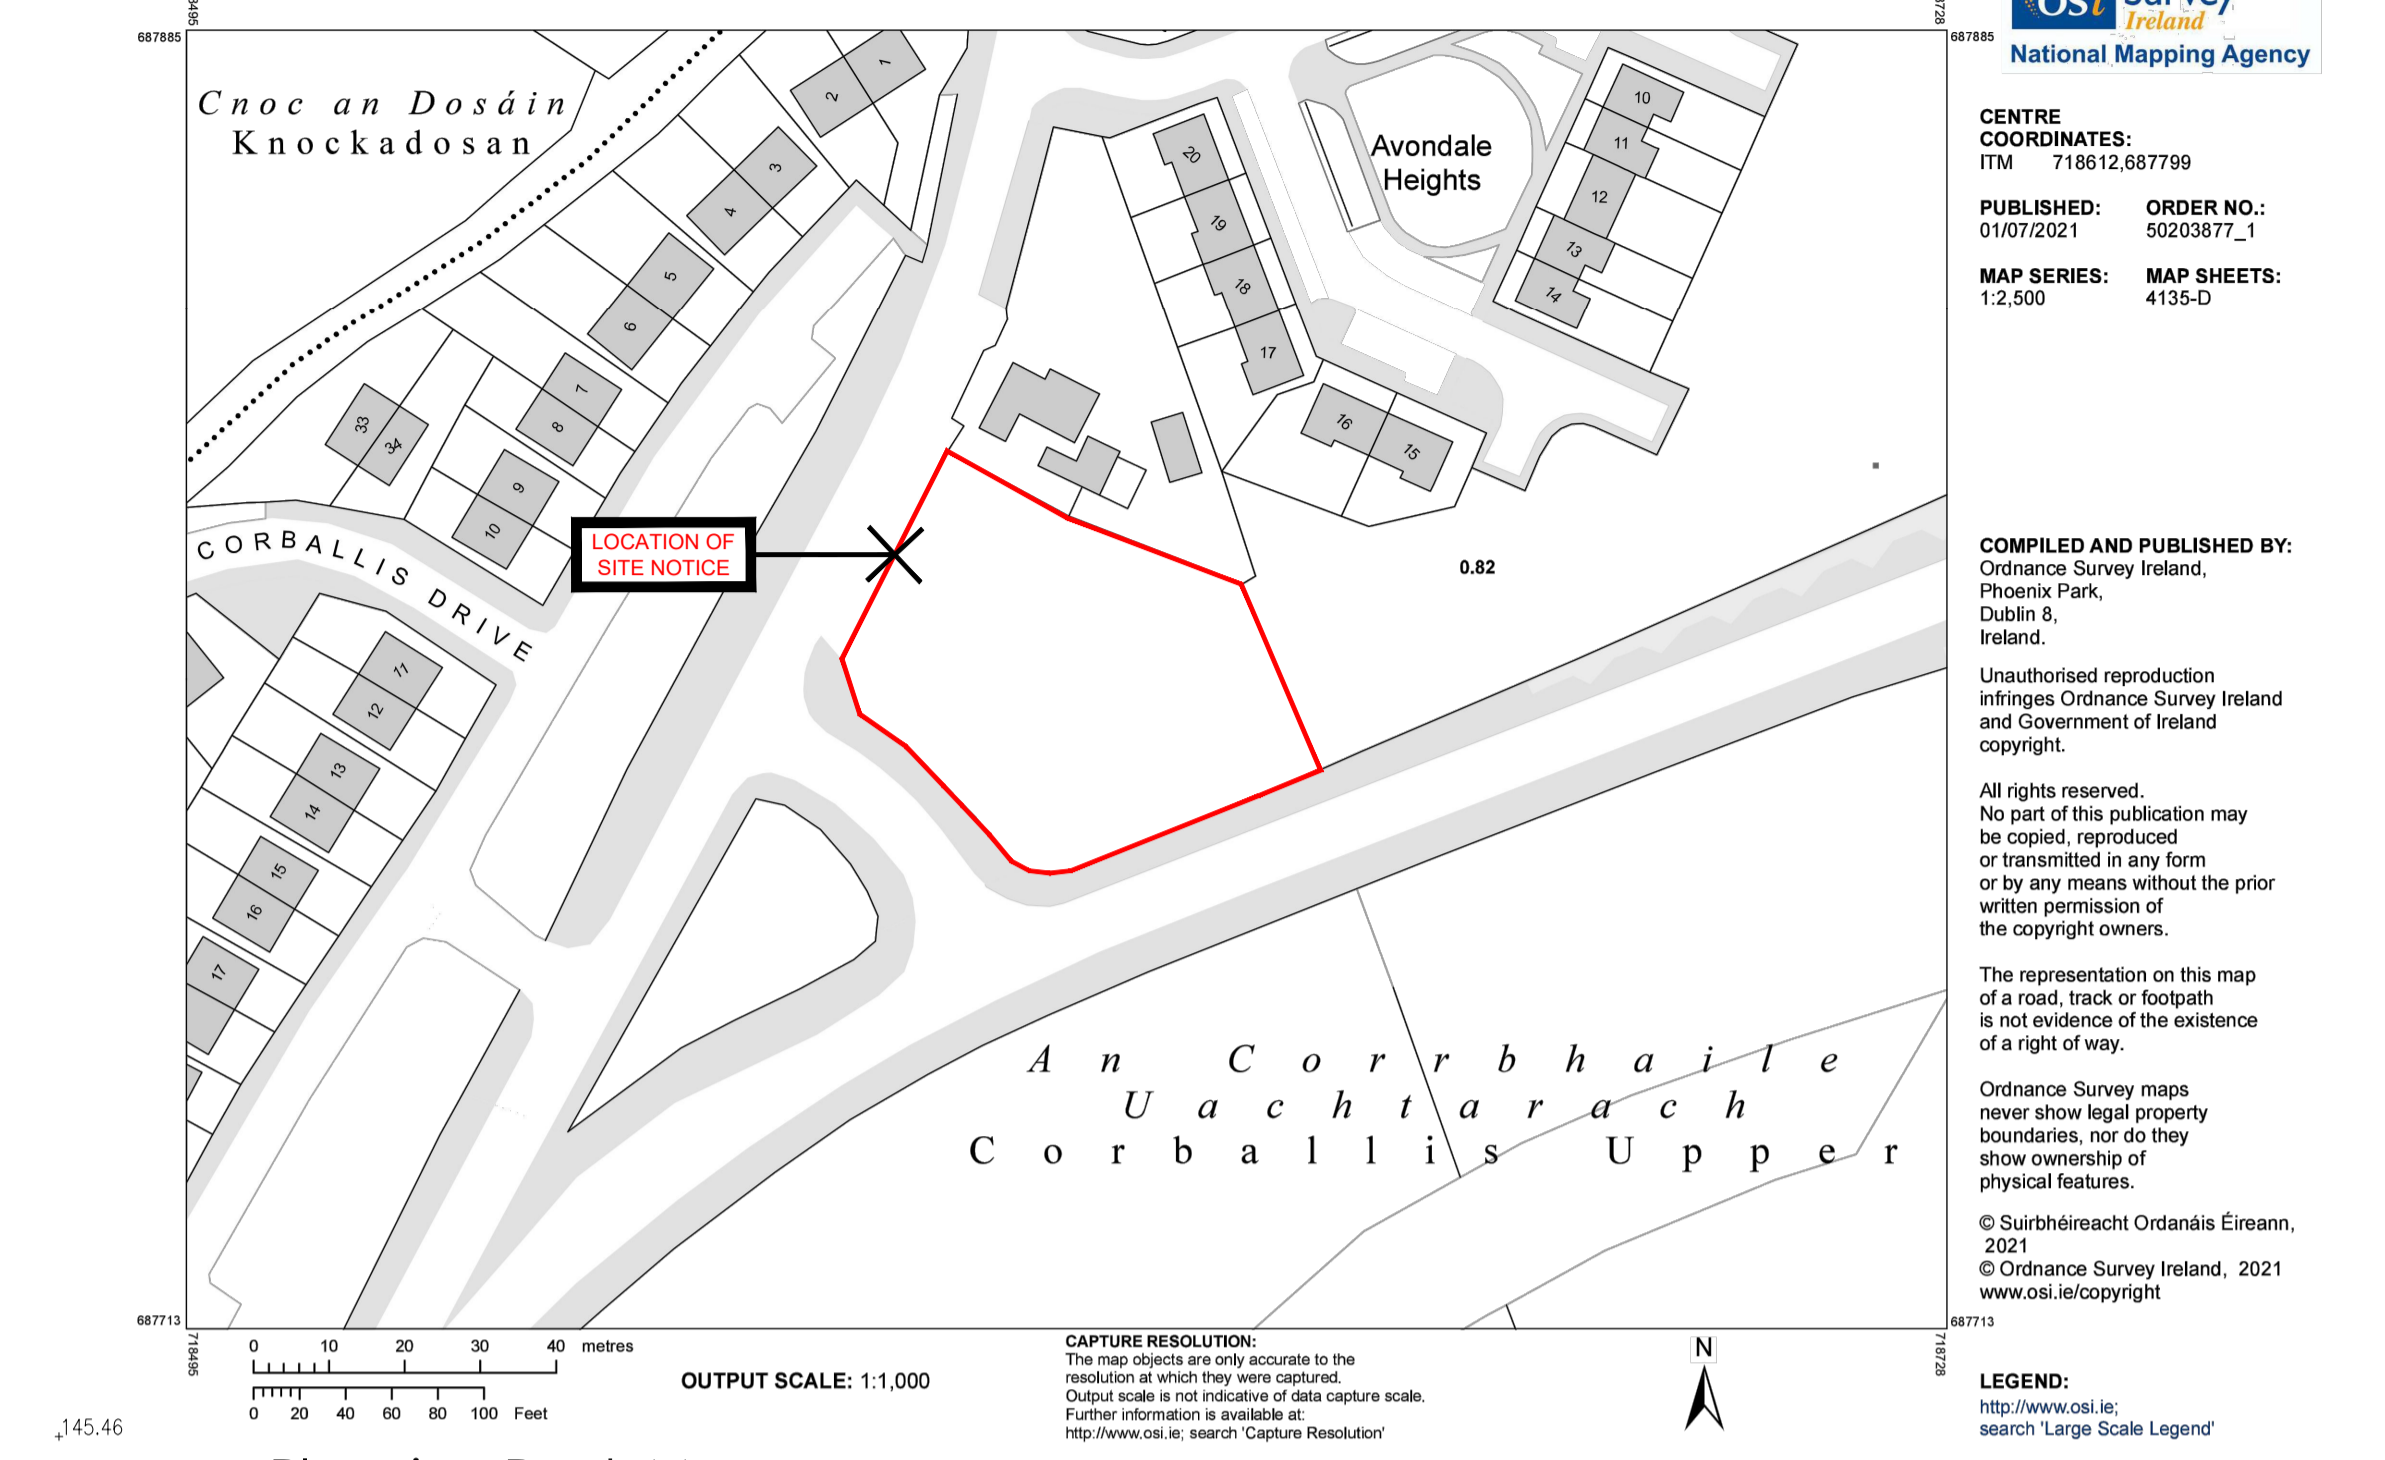 718495
718728
687885
687885
Survey
Ireland
National Mapping Agency
Cnoc an Dosáin
Knockadosan
Avondale
Heights
1
2
3
4
5
6
7
8
9
10
33
34
20
19
18
17
16
15
10
11
12
13
14
CORBALLIS DRIVE
LOCATION OF
SITE NOTICE
0.82
11
12
13
14
15
16
17
An Corrbhaile
Uachtarach
Corballis Upper
CENTRE
COORDINATES:
ITM 718612,687799
PUBLISHED: ORDER NO.:
01/07/2021 50203877_1
MAP SERIES: MAP SHEETS:
1:2,500 4135-D
COMPILED AND PUBLISHED BY:
Ordnance Survey Ireland,
Phoenix Park,
Dublin 8,
Ireland.
Unauthorised reproduction
infringes Ordnance Survey Ireland
and Government of Ireland
copyright.
All rights reserved.
No part of this publication may
be copied, reproduced
or transmitted in any form
or by any means without the prior
written permission of
the copyright owners.
The representation on this map
of a road, track or footpath
is not evidence of the existence
of a right of way.
Ordnance Survey maps
never show legal property
boundaries, nor do they
show ownership of
physical features.
© Suirbhéireacht Ordanáis Éireann,
2021
© Ordnance Survey Ireland, 2021
www.osi.ie/copyright
687713
687713
718495
718728
0 10 20 30 40 metres
0 20 40 60 80 100 Feet
OUTPUT SCALE: 1:1,000
CAPTURE RESOLUTION:
The map objects are only accurate to the
resolution at which they were captured.
Output scale is not indicative of data capture scale.
Further information is available at:
http://www.osi.ie; search 'Capture Resolution'
N
LEGEND:
http://www.osi.ie;
search 'Large Scale Legend'
145.46